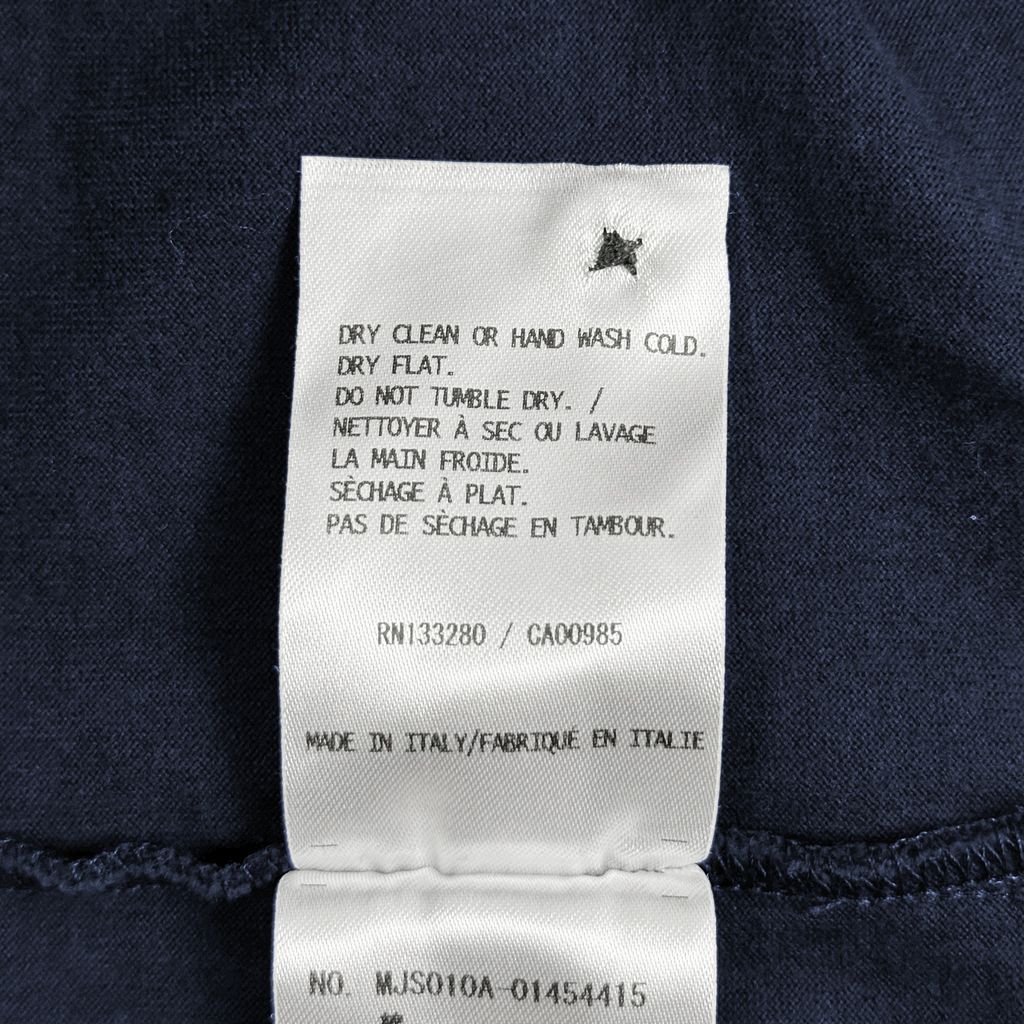 DRY CLEAN OR HAND WASH COLD.
DRY FLAT.
DO NOT TUMBLE DRY. /
NETTOYER À SEC OU LAVAGE
LA MAIN FROIDE.
SÈCHAGE À PLAT.
PAS DE SÈCHAGE EN TAMBOUR.
RN133280 / CA00985
MADE IN ITALY/FABRIQUÉ EN ITALIE
NO. MJS010A-01454415